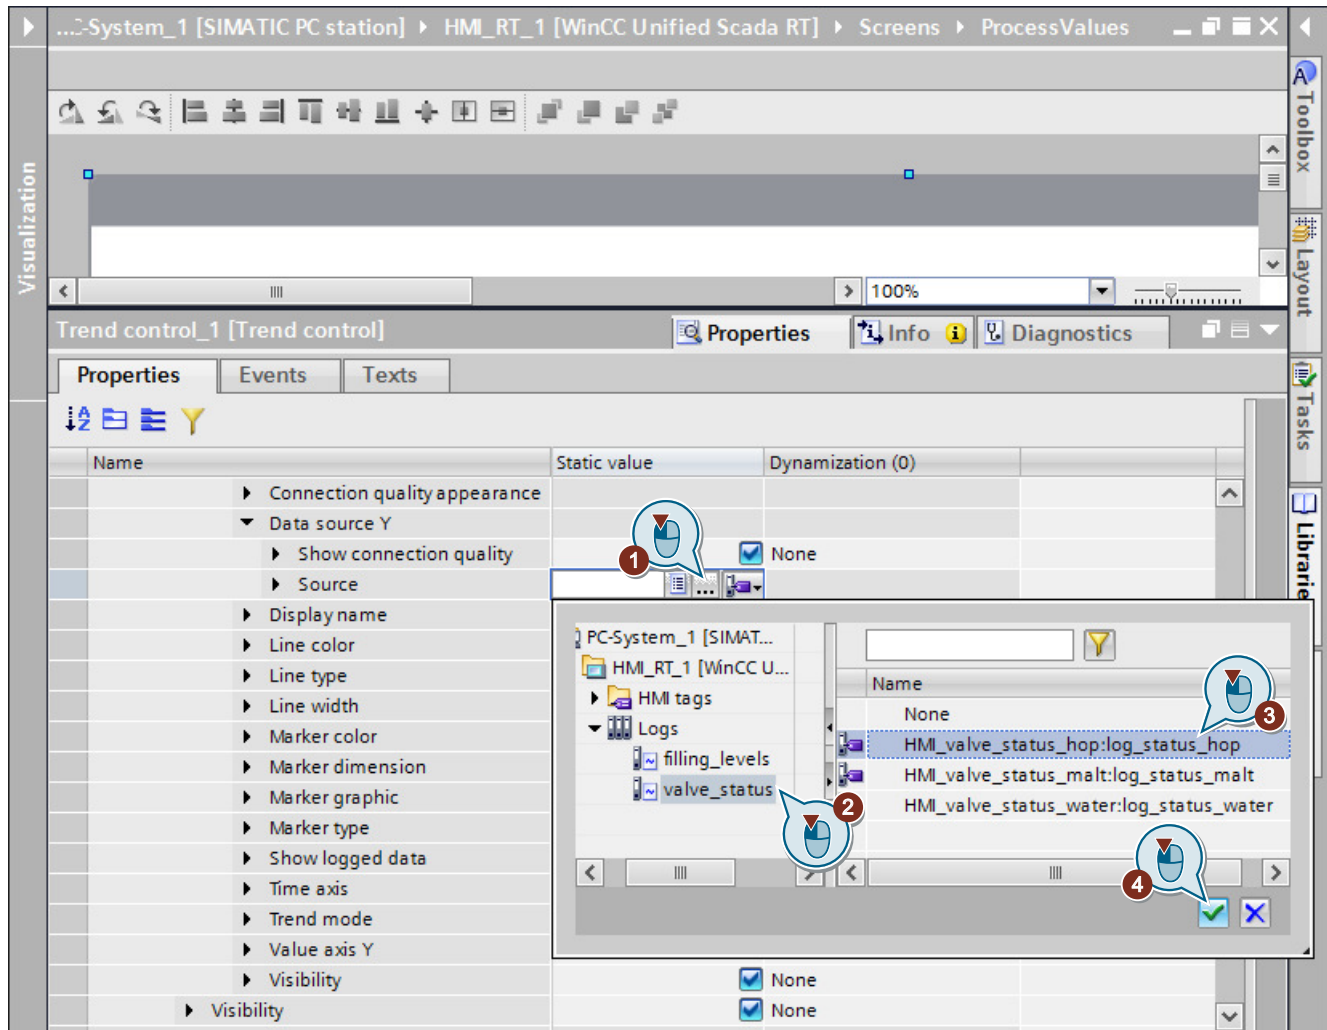 ...C-System_1 [SIMATIC PC station] ▸ HMI_RT_1 [WinCC Unified Scada RT] ▸ Screens ▸ ProcessValues
Visualization
100%
Trend control_1 [Trend control]
Properties
Info
Diagnostics
Properties
Events
Texts
Name
Static value
Dynamization (0)
Connection quality appearance
Data source Y
Show connection quality
None
1
Source
...
Display name
Line color
Line type
Line width
Marker color
Marker dimension
Marker graphic
Marker type
Show logged data
Time axis
Trend mode
Value axis Y
Visibility
None
Visibility
None
PC-System_1 [SIMAT...
HMI_RT_1 [WinCC U...
HMI tags
Logs
filling_levels
valve_status
2
Name
None
3
HMI_valve_status_hop:log_status_hop
HMI_valve_status_malt:log_status_malt
HMI_valve_status_water:log_status_water
4
Toolbox
Layout
Tasks
Librarie